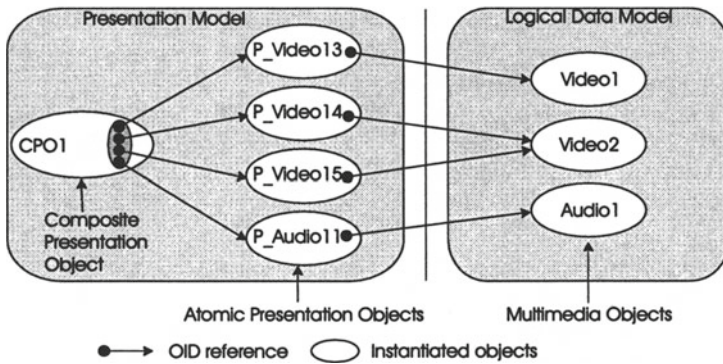 Presentation Model
Logical Data Model
P_Video13
Video1
P_Video14
CPO1
Video2
P_Video15
Composite
Presentation
Object
P_Audio11
Audio1
Atomic Presentation Objects
Multimedia Objects
OID reference
Instantiated objects